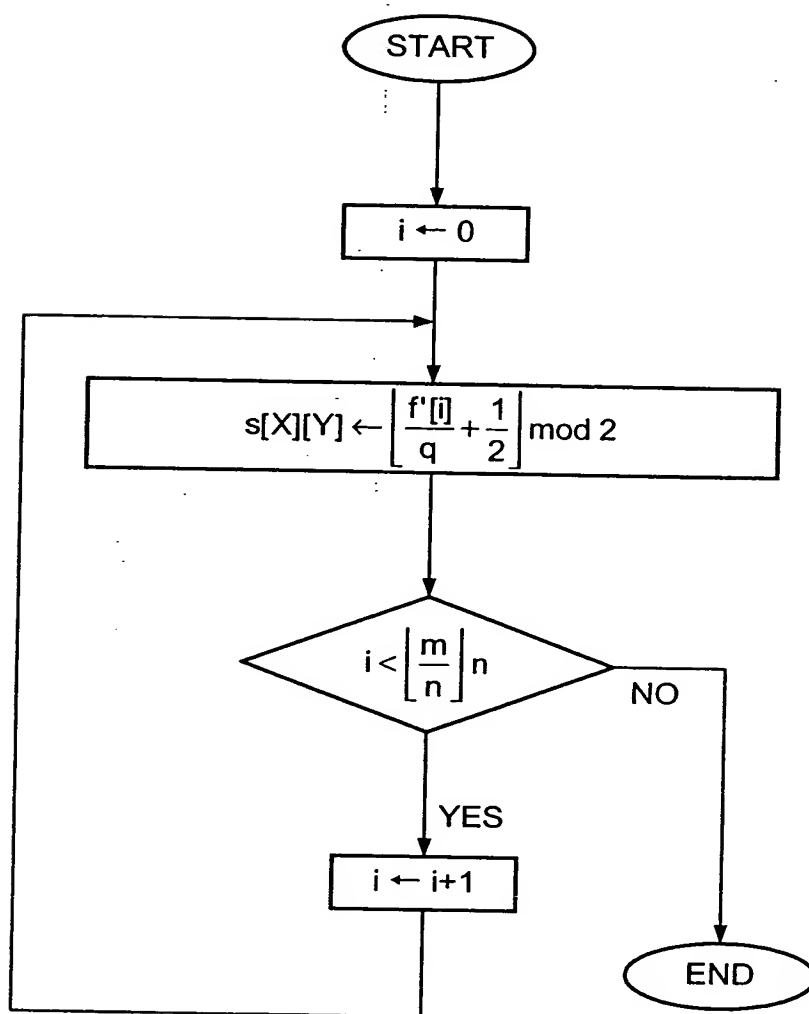 START
i ← 0
s[X][Y] ← ⌊f'[i]/q + 1/2⌋ mod 2
i < ⌊m/n⌋ n
NO
YES
i ← i+1
END